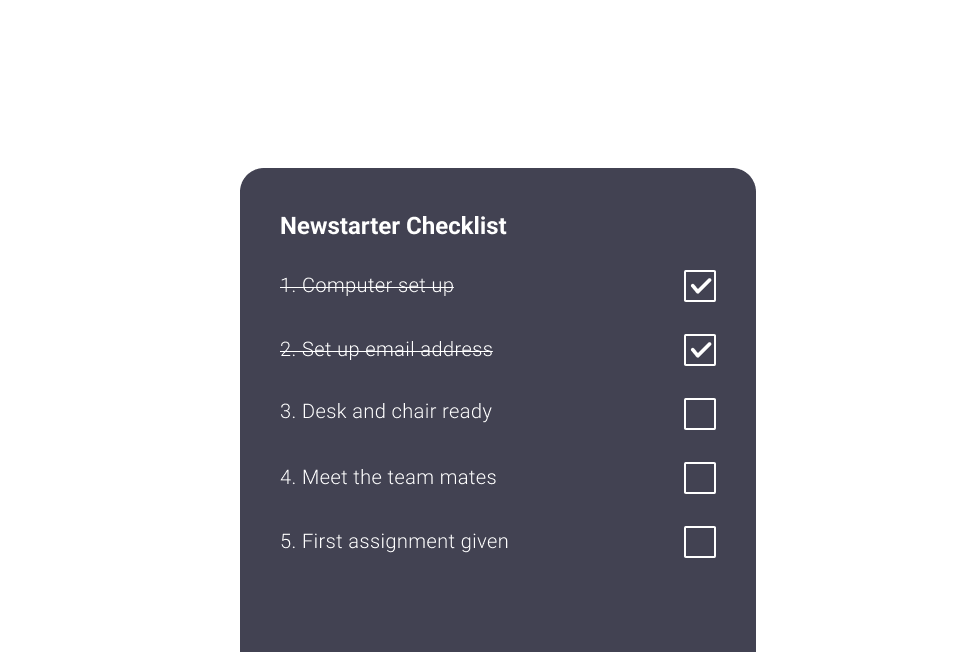 Newstarter Checklist
1. Computer set up
2. Set up email address
3. Desk and chair ready
4. Meet the team mates
5. First assignment given